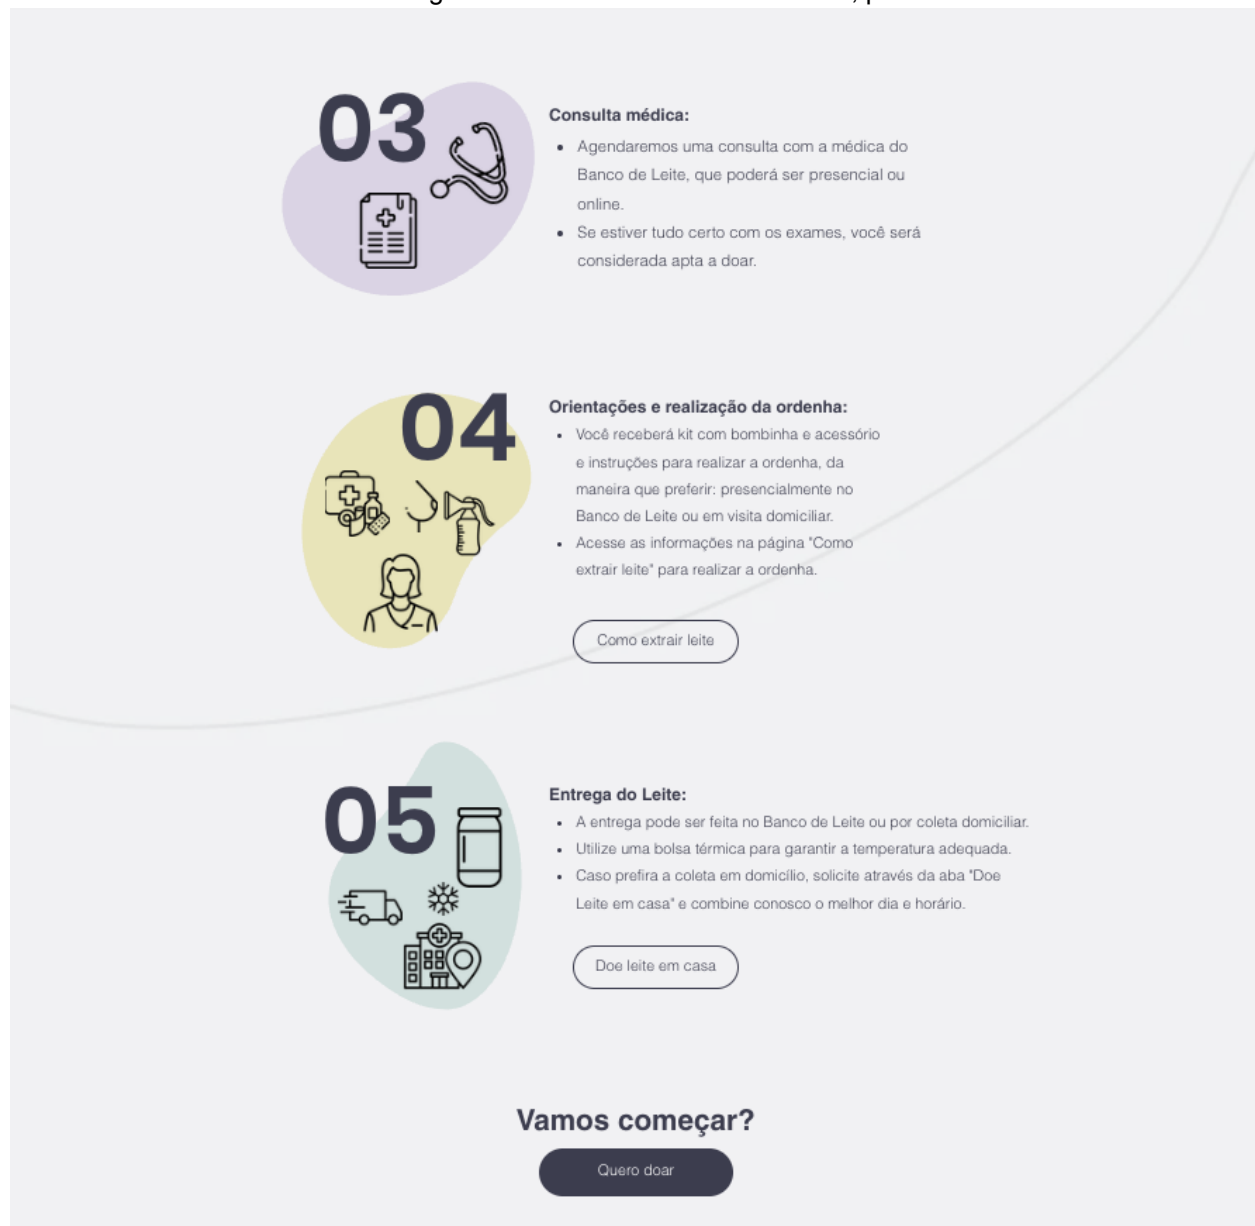 03
Consulta médica:
• Agendaremos uma consulta com a médica do
Banco de Leite, que poderá ser presencial ou
online.
• Se estiver tudo certo com os exames, você será
considerada apta a doar.
04
Orientações e realização da ordenha:
• Você receberá kit com bombinha e acessório
e instruções para realizar a ordenha, da
maneira que preferir: presencialmente no
Banco de Leite ou em visita domiciliar.
• Acesse as informações na página "Como
extrair leite" para realizar a ordenha.
Como extrair leite
05
Entrega do Leite:
• A entrega pode ser feita no Banco de Leite ou por coleta domiciliar.
• Utilize uma bolsa térmica para garantir a temperatura adequada.
• Caso prefira a coleta em domicílio, solicite através da aba "Doe
Leite em casa" e combine conosco o melhor dia e horário.
Doe leite em casa
Vamos começar?
Quero doar